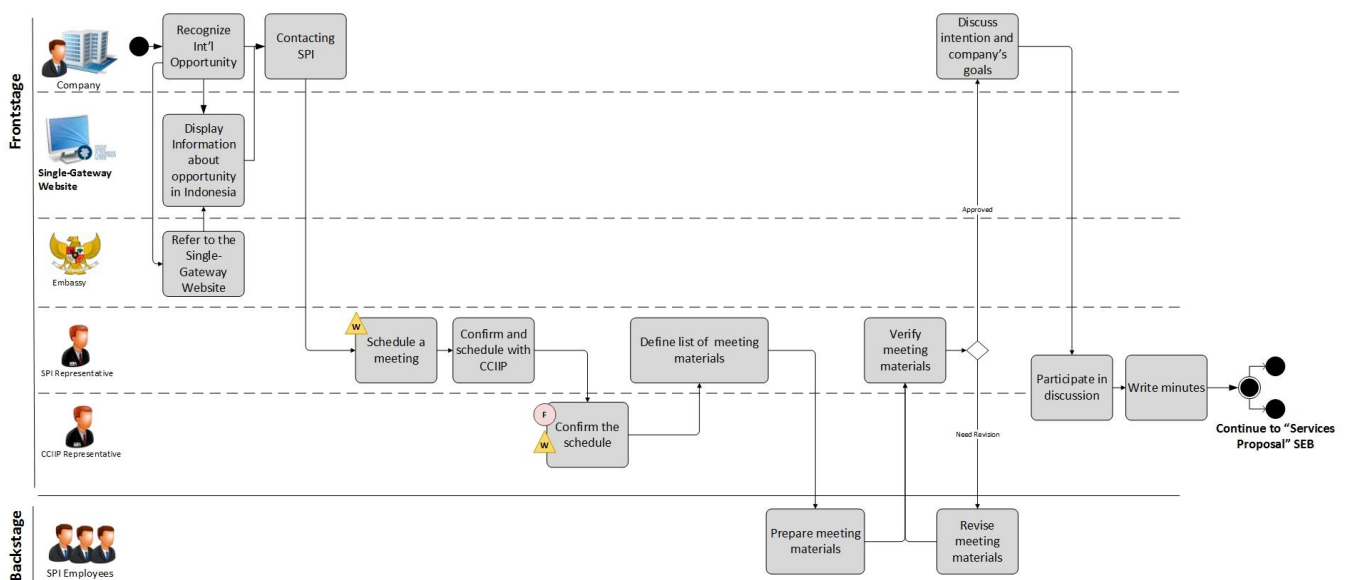 Frontstage
Company
Recognize
Int'l
Opportunity
Contacting
SPI
Discuss
intention and
company's
goals
Single-Gateway
Website
Display
Information
about
opportunity
in Indonesia
Approved
Embassy
Refer to the
Single-
Gateway
Website
SPI Representative
W
Schedule a
meeting
Confirm and
schedule with
CCIIP
Define list of meeting
materials
Verify
meeting
materials
Participate in
discussion
Write minutes
CCIIP Representative
F
W
Confirm the
schedule
Need Revision
Continue to "Services
Proposal" SEB
Backstage
SPI Employees
Prepare meeting
materials
Revise
meeting
materials